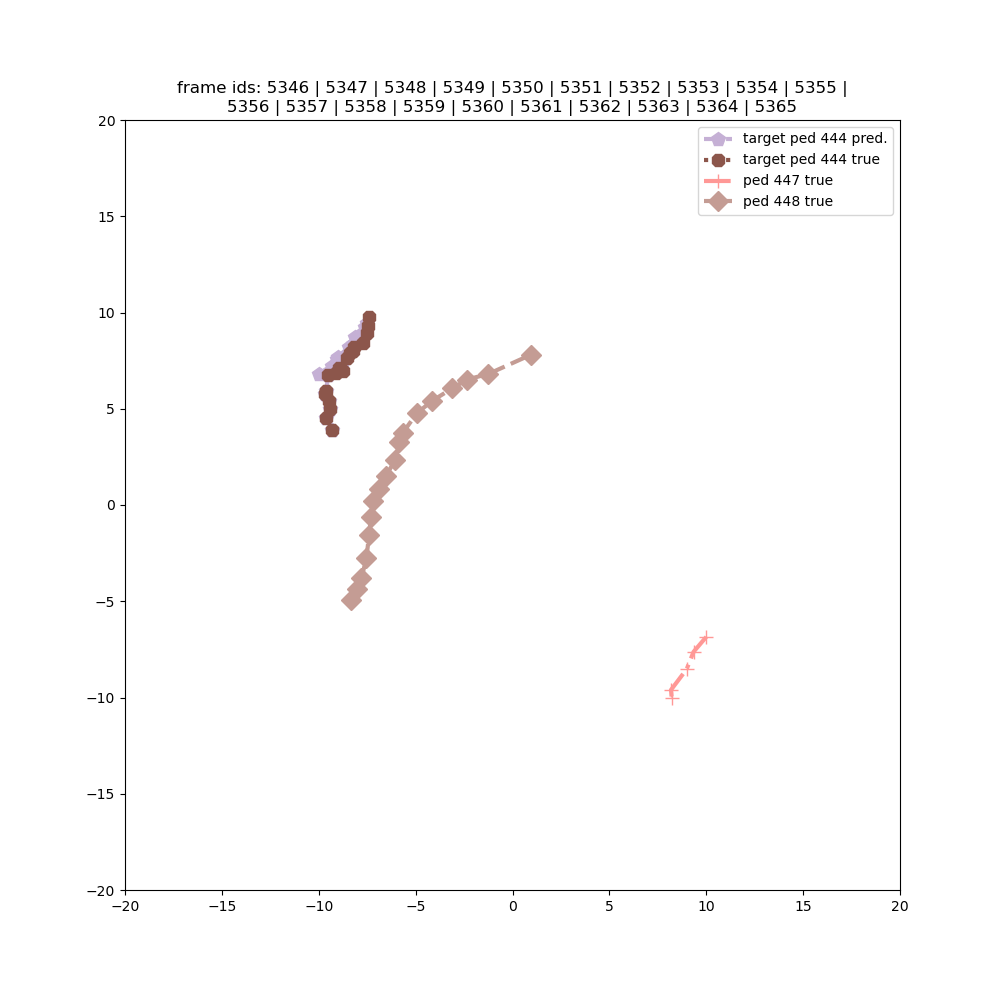 frame ids: 5346 | 5347 | 5348 | 5349 | 5350 | 5351 | 5352 | 5353 | 5354 | 5355 |
5356 | 5357 | 5358 | 5359 | 5360 | 5361 | 5362 | 5363 | 5364 | 5365
target ped 444 pred.
target ped 444 true
ped 447 true
ped 448 true
20
15
10
5
0
−5
−10
−15
−20
−20 −15 −10 −5 0 5 10 15 20